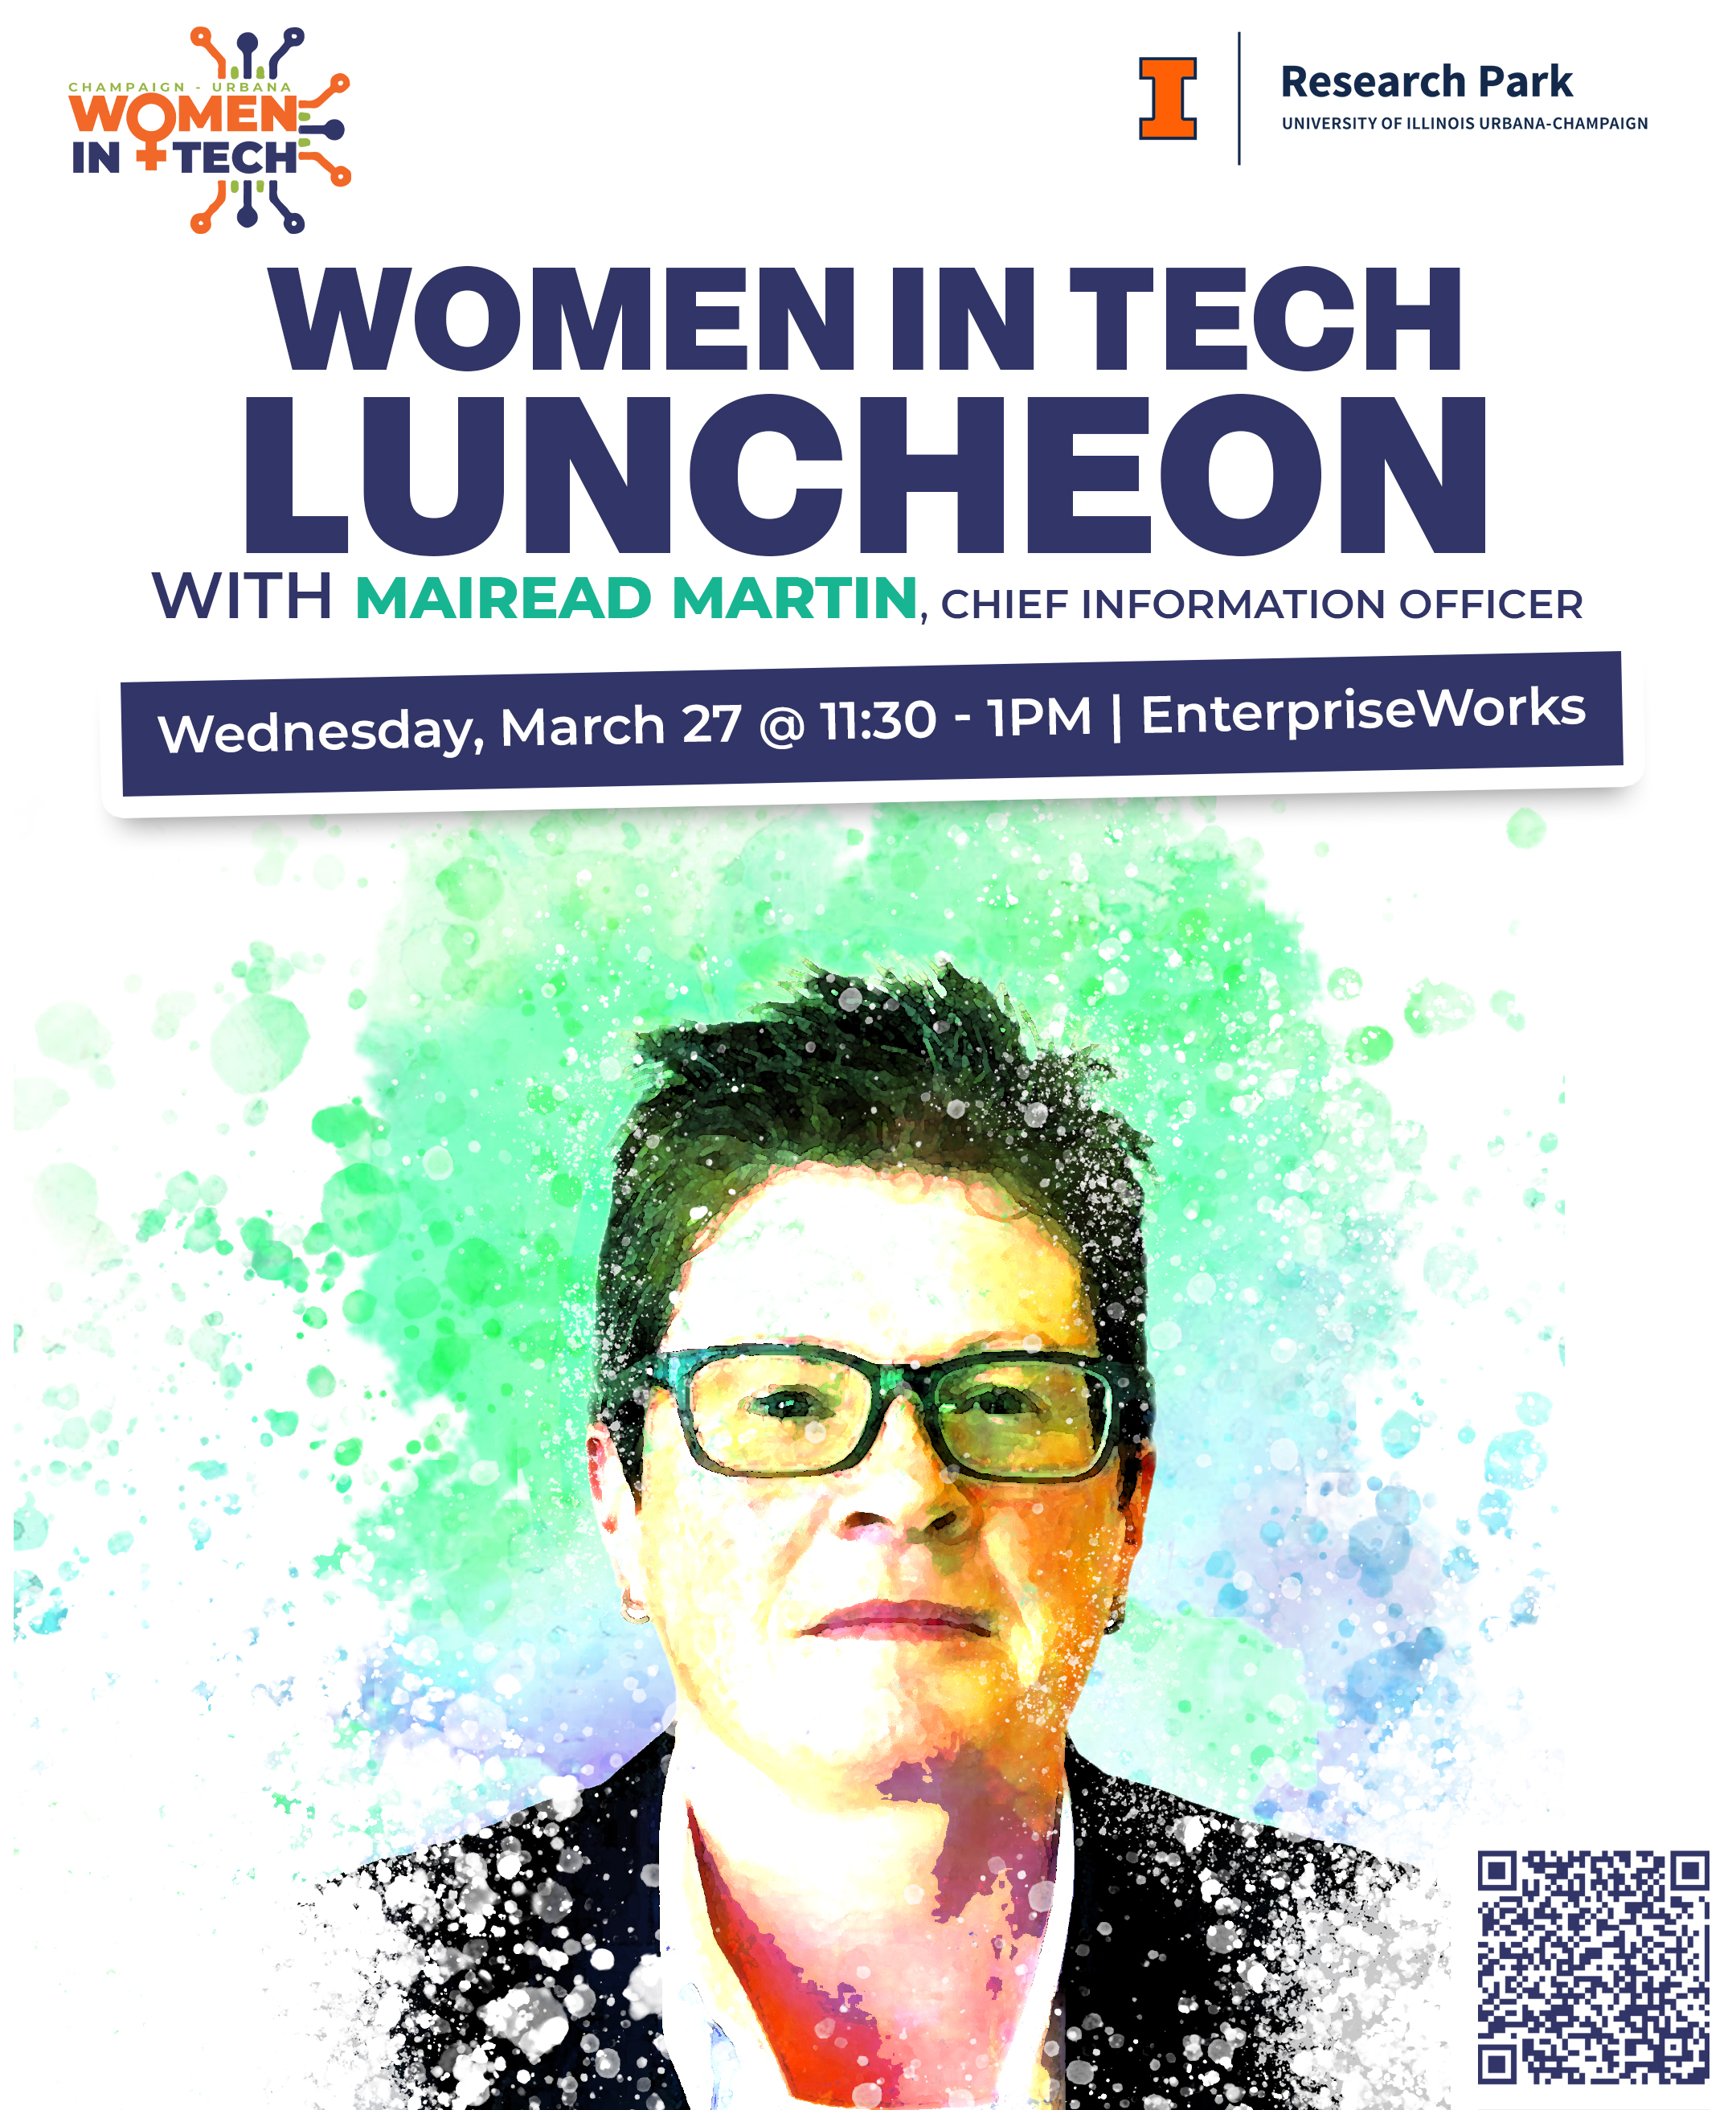 CHAMPAIGN - URBANA
WOMEN
IN TECH
Research Park
UNIVERSITY OF ILLINOIS URBANA-CHAMPAIGN
WOMEN IN TECH
LUNCHEON
WITH MAIREAD MARTIN, CHIEF INFORMATION OFFICER
Wednesday, March 27 @ 11:30 - 1PM | EnterpriseWorks